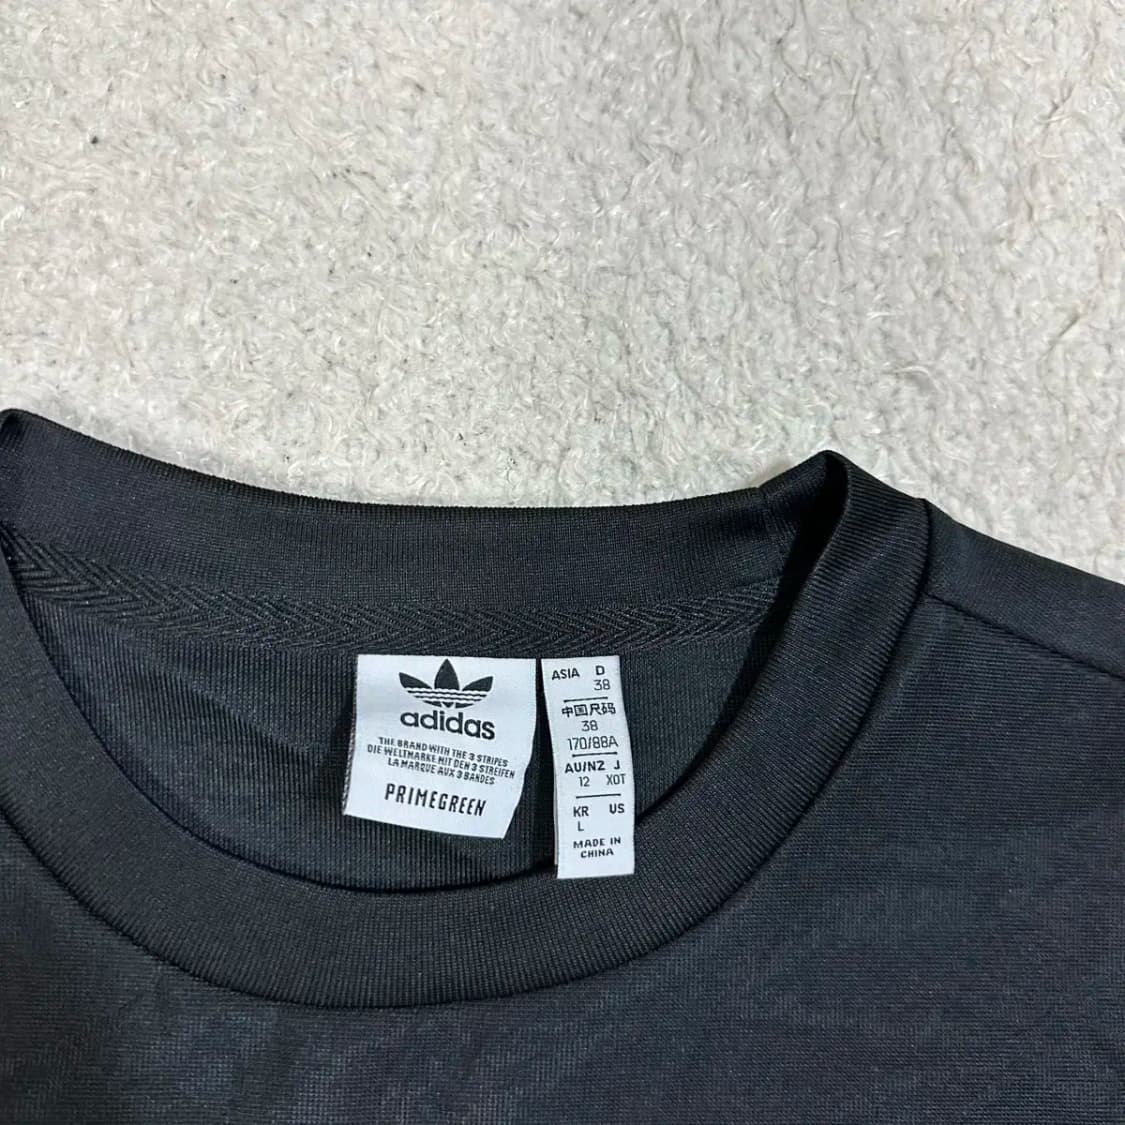 adidas
THE BRAND WITH THE 3 STRIPES
DIE WELTMARKE MIT DEN 3 STREIFEN
LA MARQUE AUX 3 BANDES
PRIMEGREEN
ASIA D
38
中国尺码
38
170/88A
AU/NZ J
12 XOT
KR US
L
MADE IN
CHINA